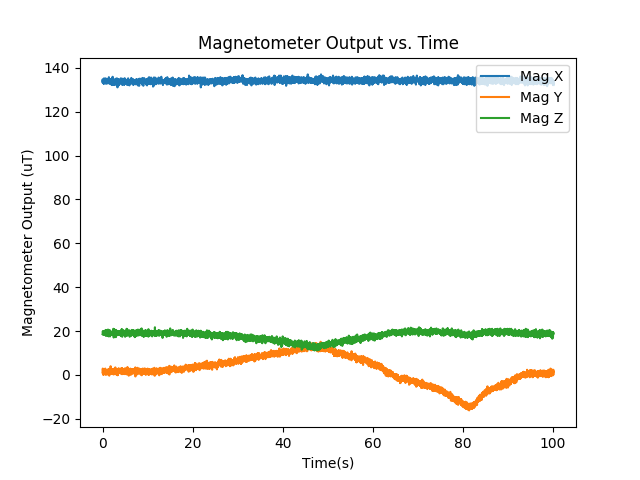 Magnetometer Output vs. Time
Mag X
Mag Y
Mag Z
Magnetometer Output (uT)
140
120
100
80
60
40
20
0
−20
0 20 40 60 80 100
Time(s)